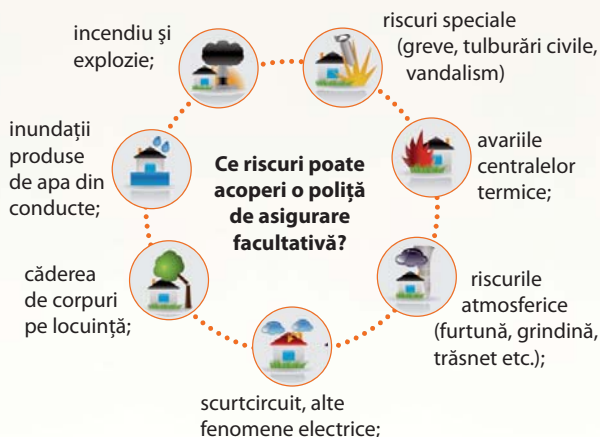 Ce riscuri poate
acoperi o poliță
de asigurare
facultativă?
incendiu și
explozie;
riscuri speciale
(greve, tulburări civile,
vandalism)
avariile
centralelor
termice;
riscurile
atmosferice
(furtună, grindină,
trăsnet etc.);
scurtcircuit, alte
fenomene electrice;
căderea
de corpuri
pe locuință;
inundații
produse
de apa din
conducte;